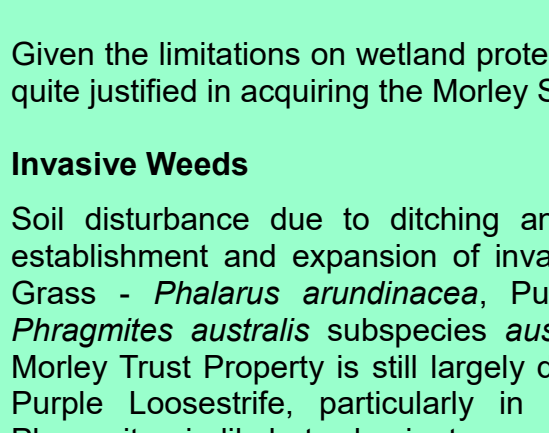 Given the limitations on wetland prote
quite justified in acquiring the Morley S
Invasive Weeds
Soil disturbance due to ditching an
establishment and expansion of inva
Grass - Phalarus arundinacea, Pu
Phragmites australis subspecies aus
Morley Trust Property is still largely
Purple Loosestrife, particularly in